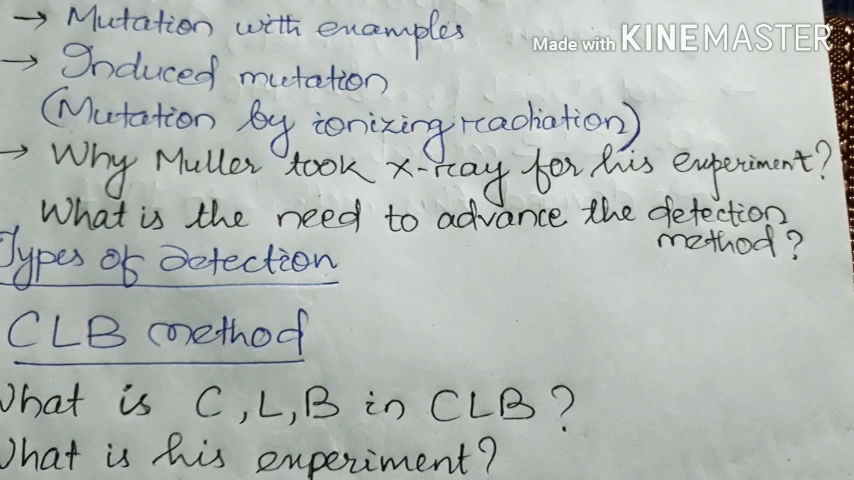 → Mutation with examples
Made with KINEMASTER
→ Induced mutation
(Mutation by ionizing radiation)
→ Why Muller took x-ray for his experiment?
What is the need to advance the detection
method?
Types of Detection
CLB method
What is C, L, B in CLB?
What is his experiment?